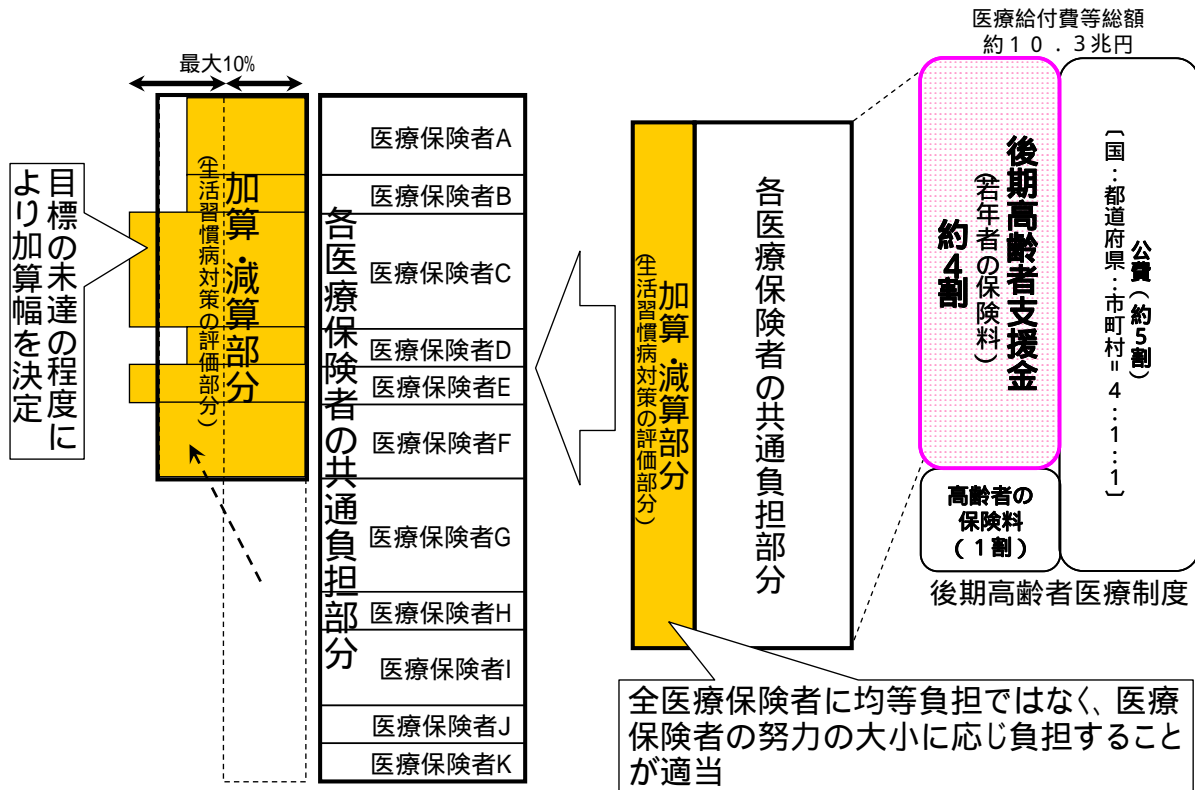 医療給付費等総額
約10.3兆円
最大10%
目標の未達の程度に
より加算幅を決定
加算・減算部分
(生活習慣病対策の評価部分)
各医療保険者の共通負担部分
医療保険者A
医療保険者B
医療保険者C
医療保険者D
医療保険者E
医療保険者F
医療保険者G
医療保険者H
医療保険者I
医療保険者J
医療保険者K
加算・減算部分
(生活習慣病対策の評価部分)
各医療保険者の共通負担部分
後期高齢者支援金
(若年者の保険料)
約4割
公費(約5割)
〔国:都道府県:市町村=4:1:1〕
高齢者の
保険料
(1割)
後期高齢者医療制度
全医療保険者に均等負担ではなく、医療
保険者の努力の大小に応じ負担すること
が適当